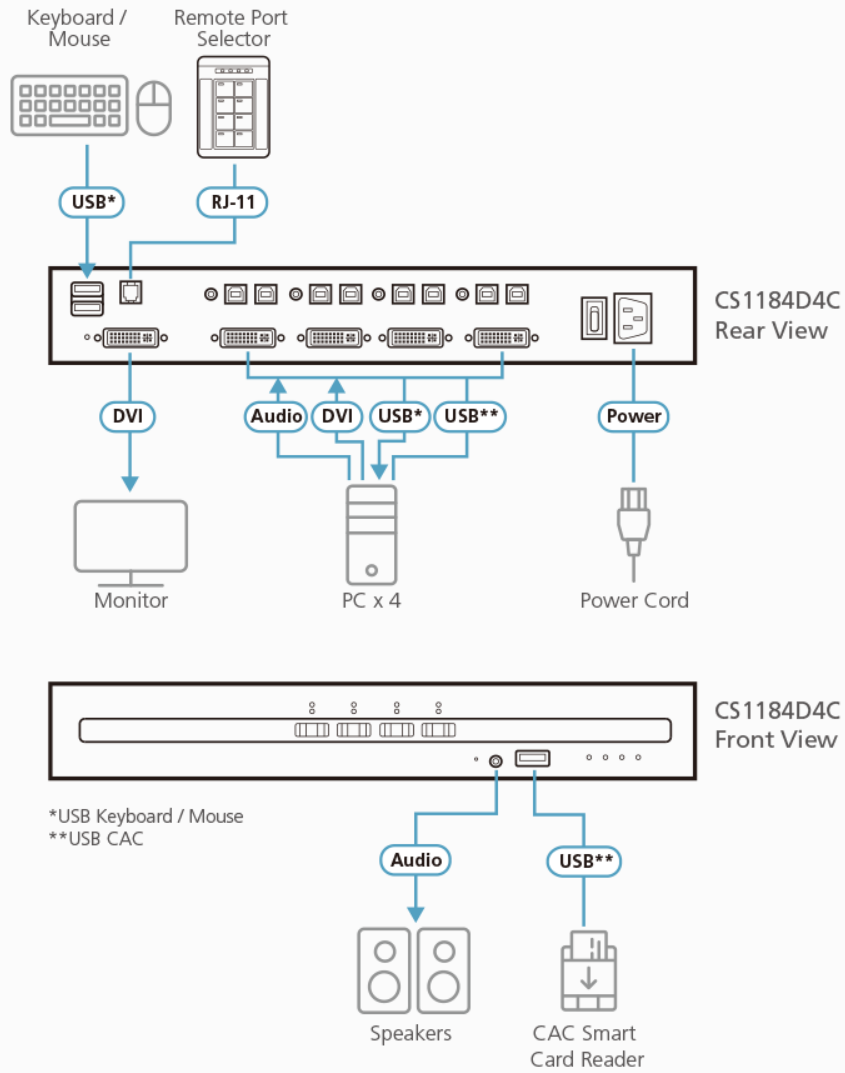 Keyboard /
Mouse
Remote Port
Selector
USB*
RJ-11
CS1184D4C
Rear View
DVI
Audio
DVI
USB*
USB**
Power
Monitor
PC x 4
Power Cord
CS1184D4C
Front View
*USB Keyboard / Mouse
**USB CAC
Audio
USB**
Speakers
CAC Smart
Card Reader